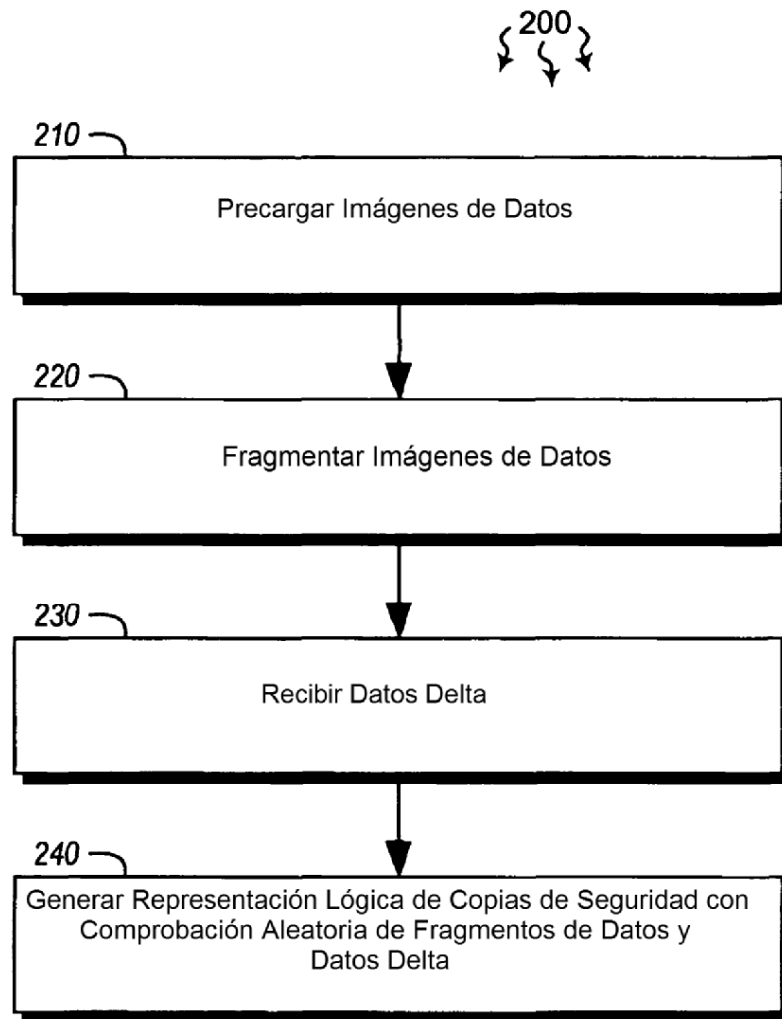 200
210
Precargar Imágenes de Datos
220
Fragmentar Imágenes de Datos
230
Recibir Datos Delta
240
Generar Representación Lógica de Copias de Seguridad con
Comprobación Aleatoria de Fragmentos de Datos y
Datos Delta